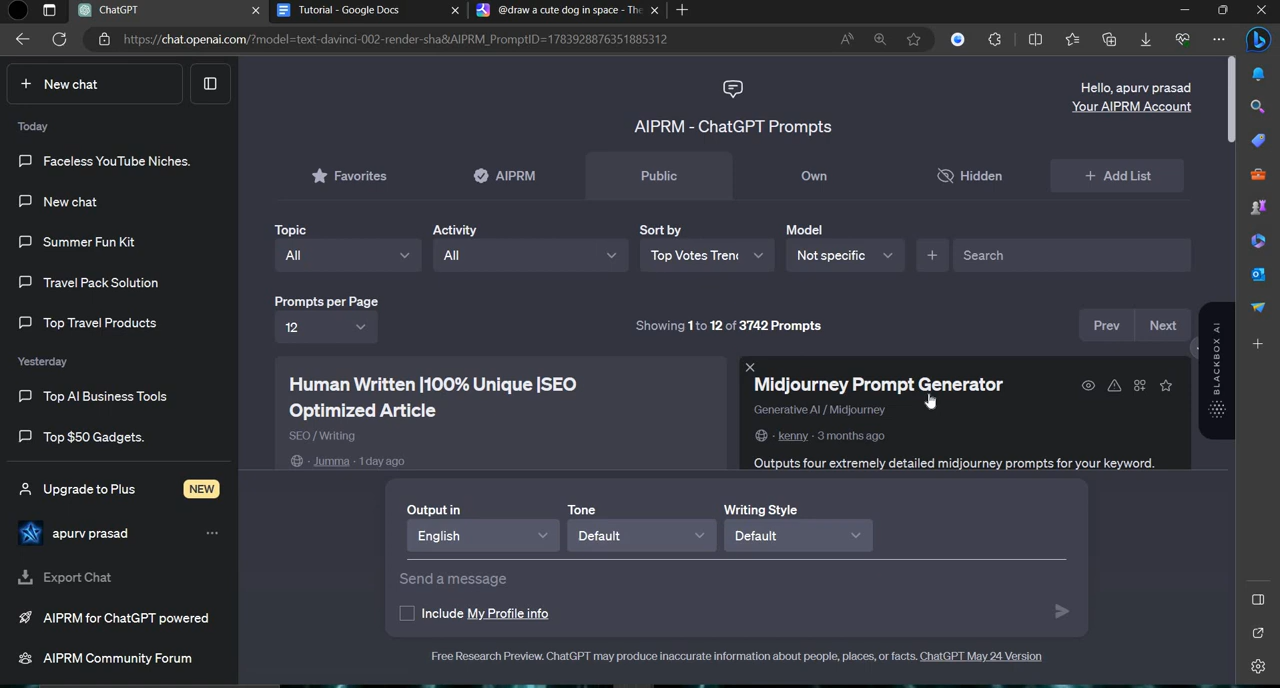 ChatGPT
Tutorial - Google Docs
@draw a cute dog in space - The
https://chat.openai.com/?model=text-davinci-002-render-sha&AIPRM_PromptID=1783928876351885312
New chat
Today
Faceless YouTube Niches.
New chat
Summer Fun Kit
Travel Pack Solution
Top Travel Products
Yesterday
Top AI Business Tools
Top $50 Gadgets.
Upgrade to Plus NEW
apurv prasad
Export Chat
AIPRM for ChatGPT powered
AIPRM Community Forum
Hello, apurv prasad
Your AIPRM Account
AIPRM - ChatGPT Prompts
Favorites
AIPRM
Public
Own
Hidden
+ Add List
Topic
All
Activity
All
Sort by
Top Votes Tren
Model
Not specific
Search
Prompts per Page
12
Showing 1 to 12 of 3742 Prompts
Prev
Next
Human Written |100% Unique |SEO
Optimized Article
SEO / Writing
· Jumma · 1 day ago
Midjourney Prompt Generator
Generative AI / Midjourney
· kenny · 3 months ago
Outputs four extremely detailed midjourney prompts for your keyword.
BLACKBOX AI
Output in
English
Tone
Default
Writing Style
Default
Send a message
Include My Profile info
Free Research Preview. ChatGPT may produce inaccurate information about people, places, or facts. ChatGPT May 24 Version